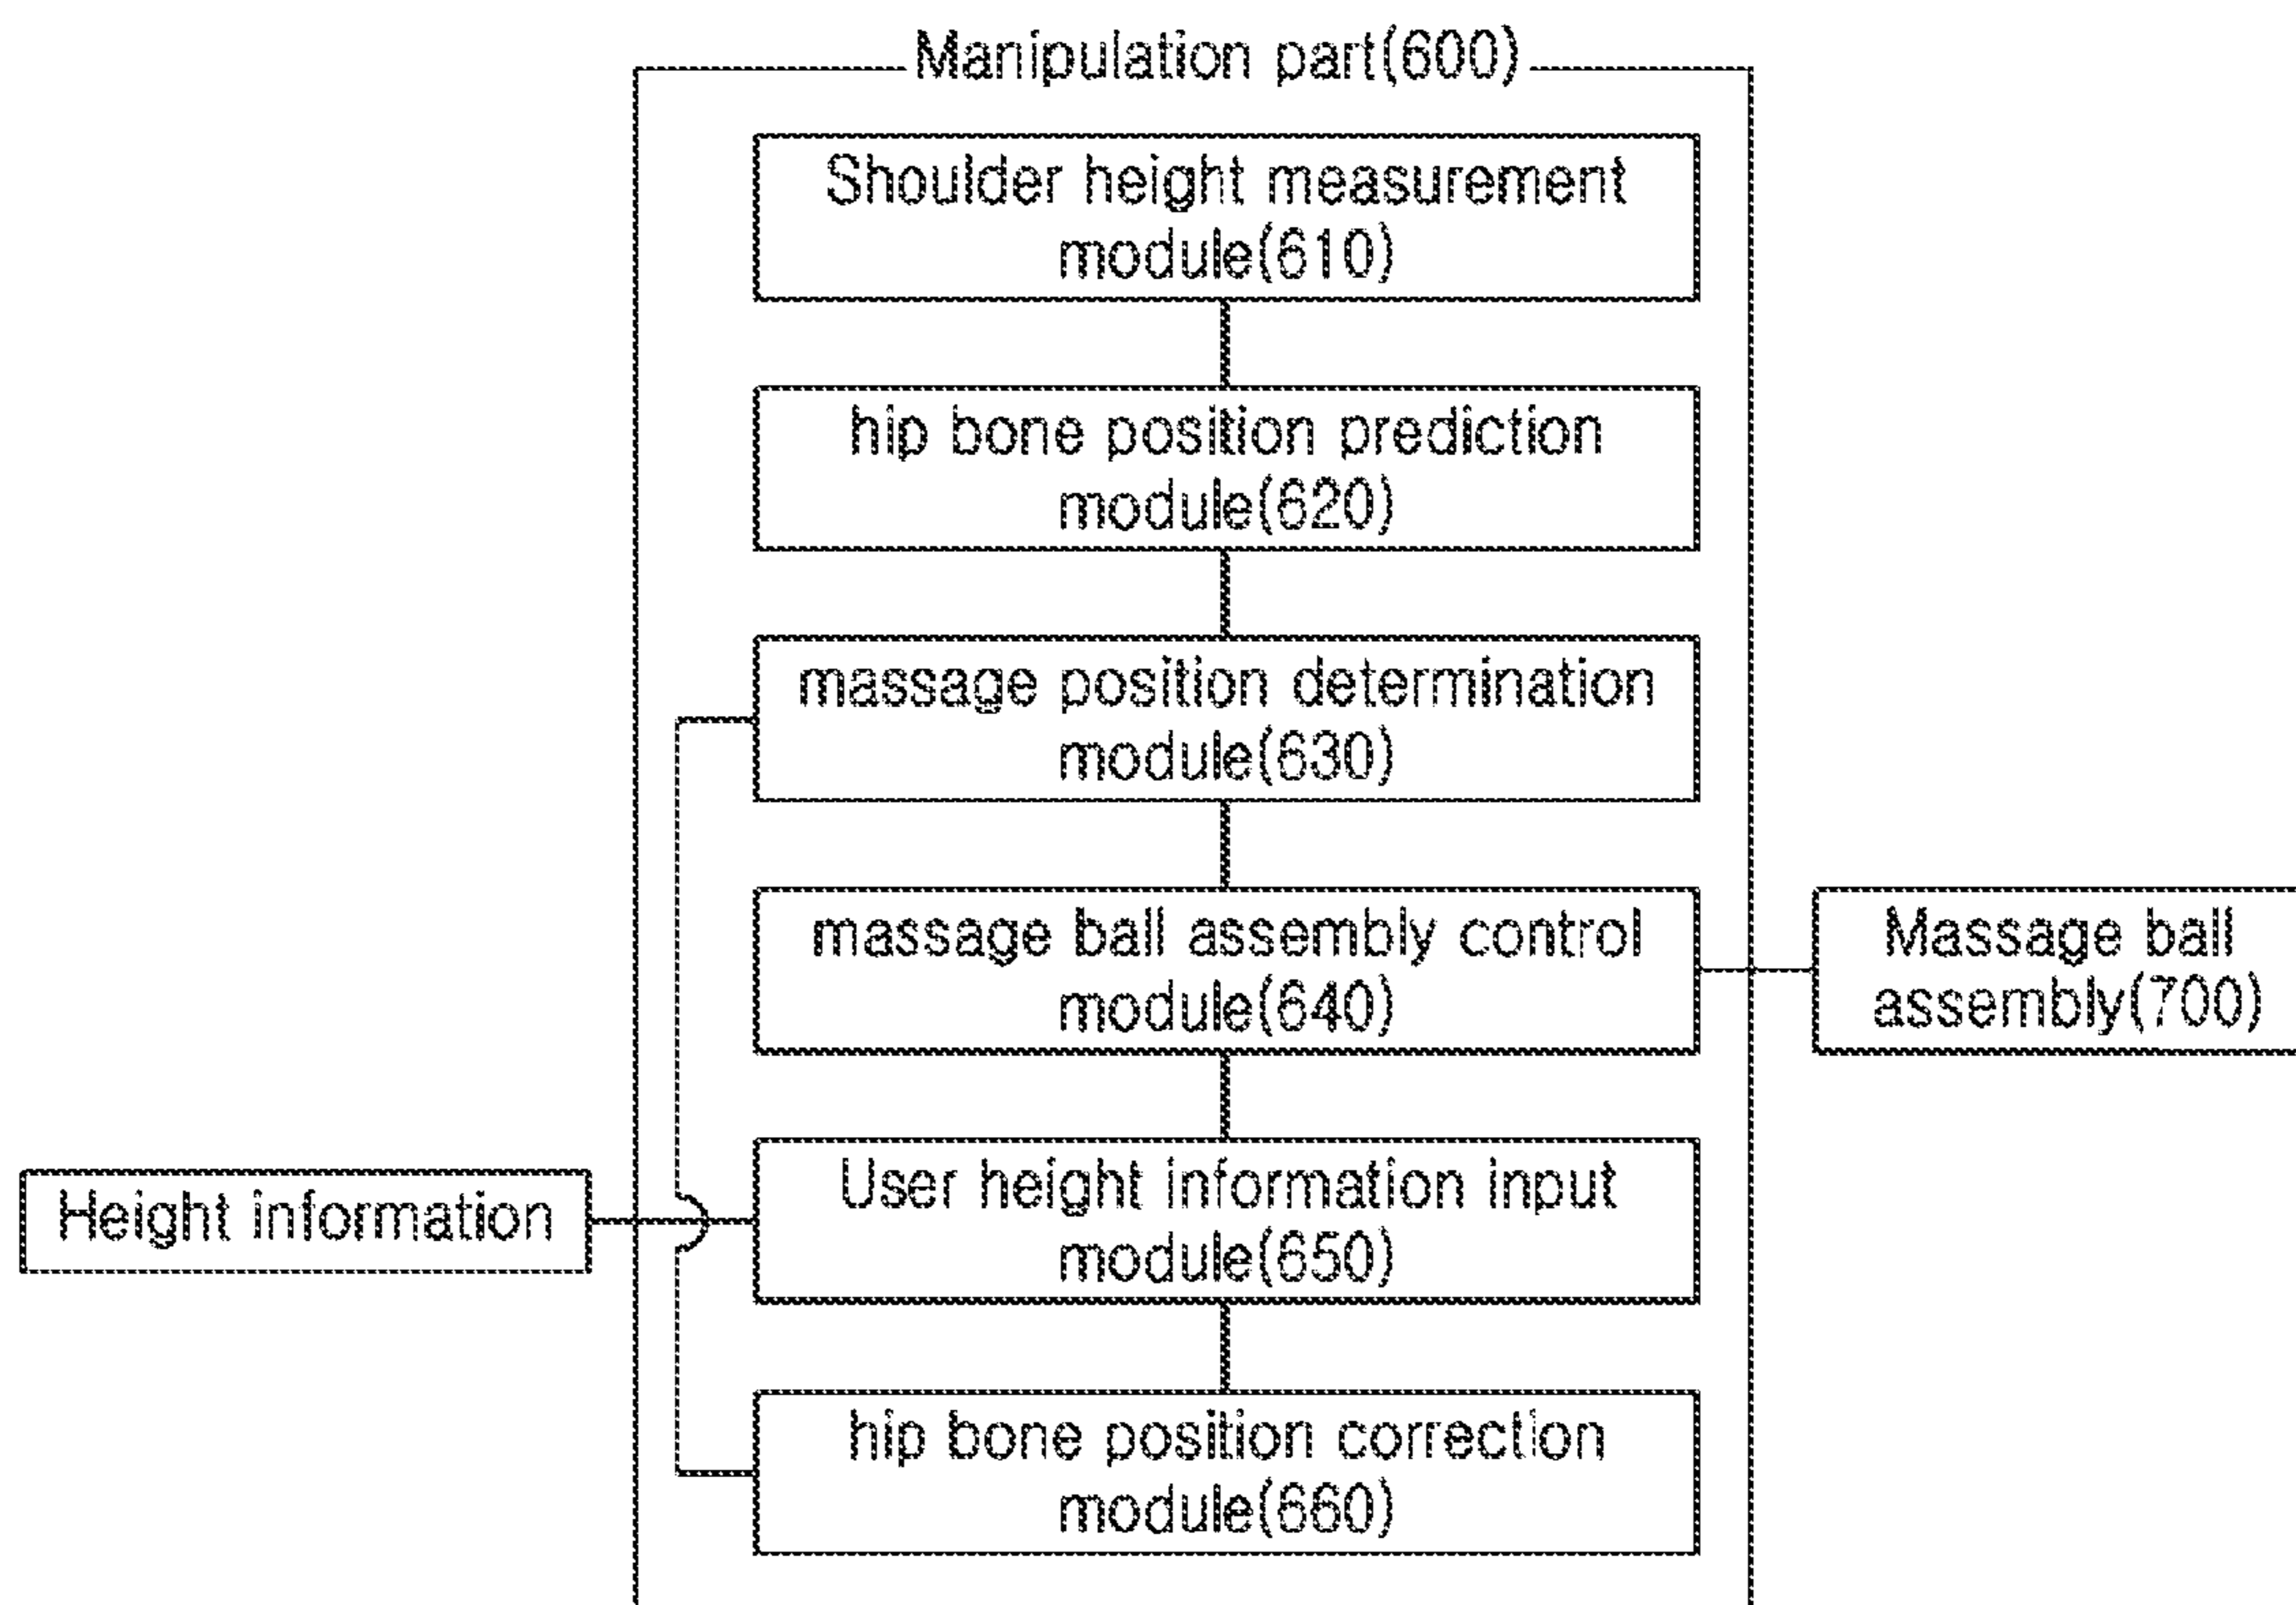 Manipulation part(600)
Shoulder height measurement
module(610)
hip bone position prediction
module(620)
massage position determination
module(630)
massage ball assembly control
module(640)
Massage ball
assembly(700)
User height information input
module(650)
Height information
hip bone position correction
module(660)